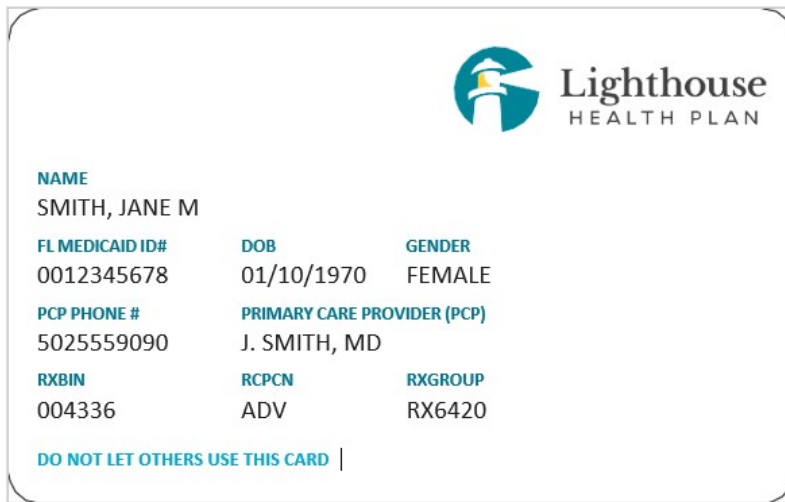 Lighthouse
HEALTH PLAN
NAME
SMITH, JANE M
FL MEDICAID ID# DOB GENDER
0012345678 01/10/1970 FEMALE
PCP PHONE # PRIMARY CARE PROVIDER (PCP)
5025559090 J. SMITH, MD
RXBIN RCPCN RXGROUP
004336 ADV RX6420
DO NOT LET OTHERS USE THIS CARD